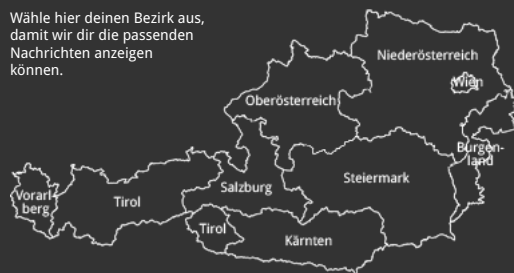 Wähle hier deinen Bezirk aus,
damit wir dir die passenden
Nachrichten anzeigen
können.
Niederösterreich
Wien
Oberösterreich
Burgen-
land
Steiermark
Salzburg
Vorarl-
berg
Tirol
Tirol
Kärnten